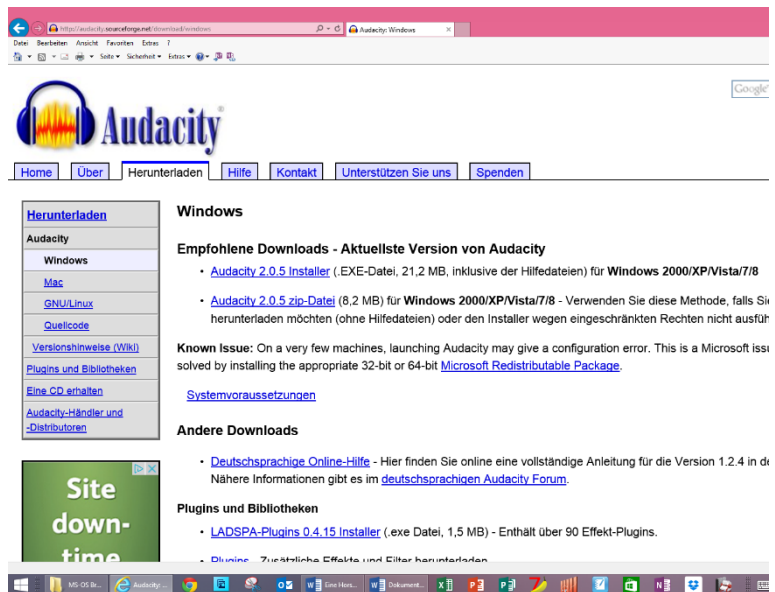 http://audacity.sourceforge.net/download/windows
Audacity: Windows
Datei Bearbeiten Ansicht Favoriten Extras ?
Seite Sicherheit Extras
Google
Audacity®
Home Über Herunterladen Hilfe Kontakt Unterstützen Sie uns Spenden
Herunterladen
Audacity
Windows
Mac
GNU/Linux
Quellcode
Versionshinweise (Wiki)
Plugins und Bibliotheken
Eine CD erhalten
Audacity-Händler und
-Distributoren
Site
down-
time
Windows
Empfohlene Downloads - Aktuellste Version von Audacity
• Audacity 2.0.5 Installer (.EXE-Datei, 21,2 MB, inklusive der Hilfedateien) für Windows 2000/XP/Vista/7/8
• Audacity 2.0.5 zip-Datei (8,2 MB) für Windows 2000/XP/Vista/7/8 - Verwenden Sie diese Methode, falls Sie
herunterladen möchten (ohne Hilfedateien) oder den Installer wegen eingeschränkten Rechten nicht ausfüh
Known Issue: On a very few machines, launching Audacity may give a configuration error. This is a Microsoft issu
solved by installing the appropriate 32-bit or 64-bit Microsoft Redistributable Package.
Systemvoraussetzungen
Andere Downloads
• Deutschsprachige Online-Hilfe - Hier finden Sie online eine vollständige Anleitung für die Version 1.2.4 in de
Nähere Informationen gibt es im deutschsprachigen Audacity Forum.
Plugins und Bibliotheken
• LADSPA-Plugins 0.4.15 Installer (.exe Datei, 1,5 MB) - Enthält über 90 Effekt-Plugins.
• Plugins - Zusätzliche Effekte und Filter herunterladen
MS-OS Br... Audacity: ... Eine Hers... Dokument...